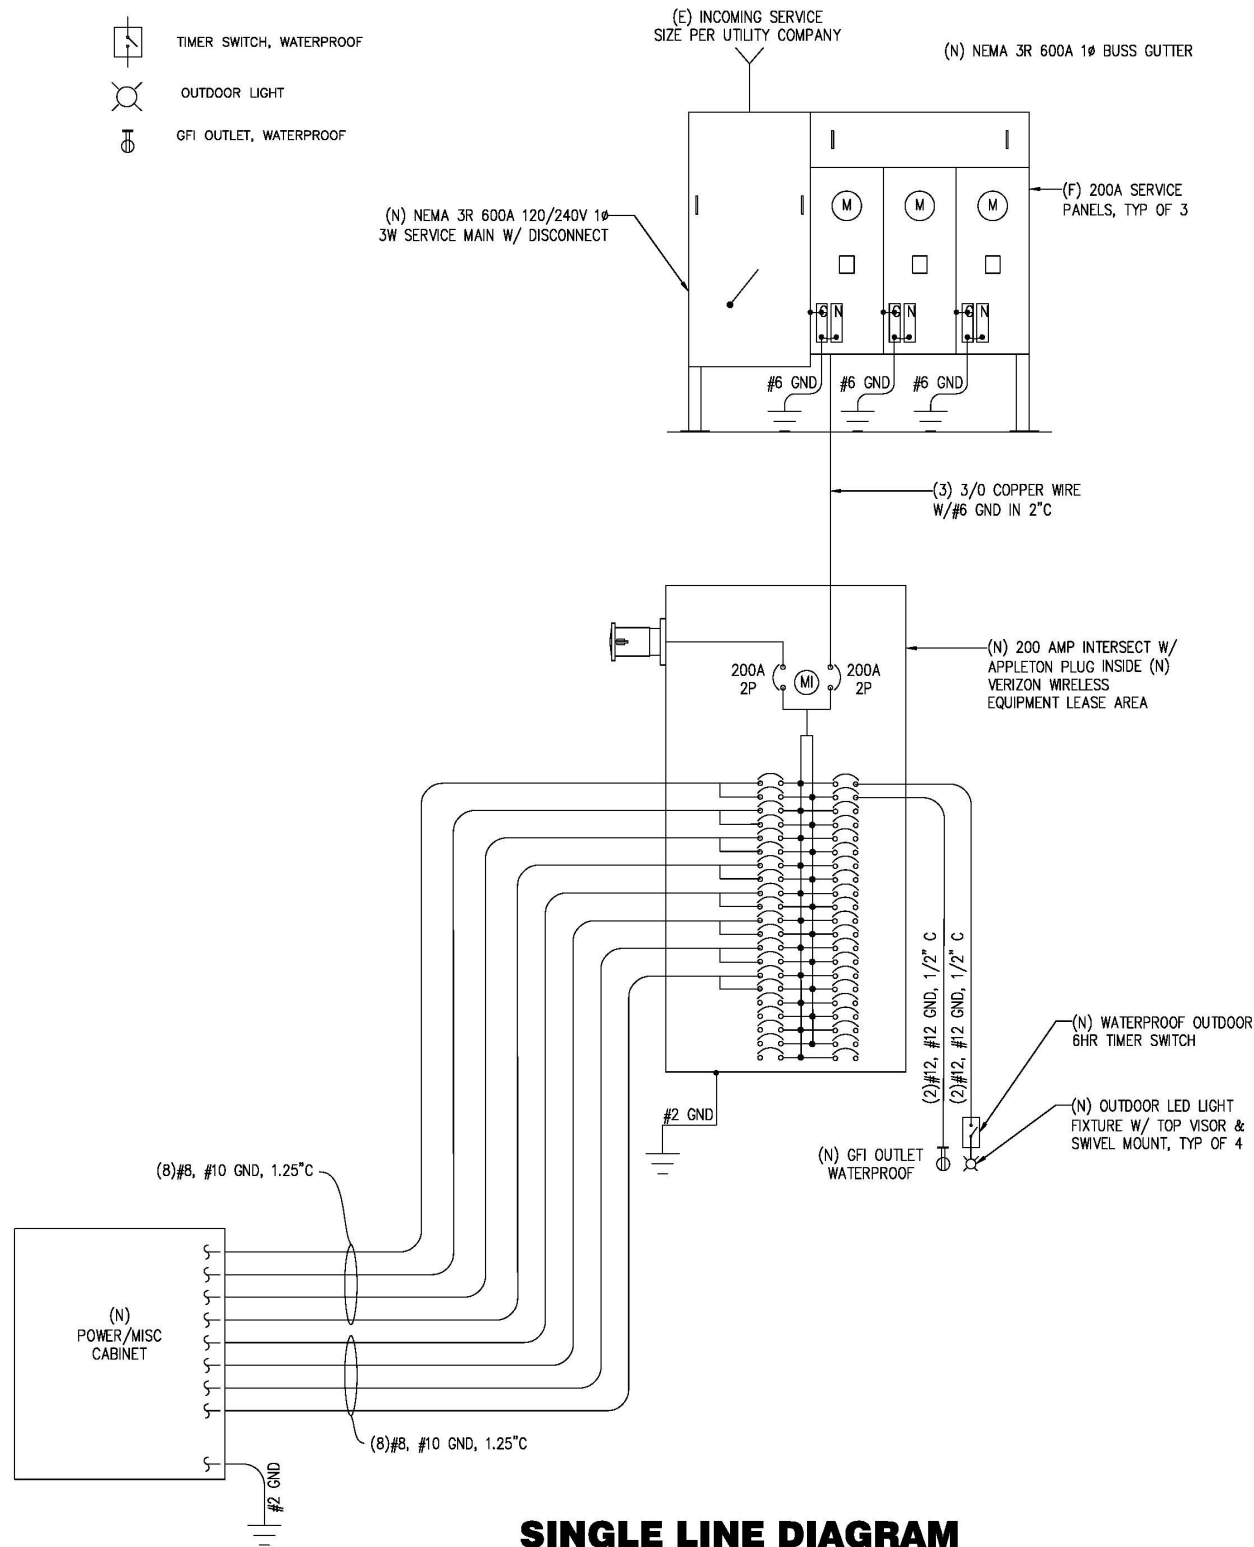 (E) INCOMING SERVICE
SIZE PER UTILITY COMPANY
TIMER SWITCH, WATERPROOF
(N) NEMA 3R 600A 1ø BUSS GUTTER
OUTDOOR LIGHT
GFI OUTLET, WATERPROOF
(N) NEMA 3R 600A 120/240V 1ø
3W SERVICE MAIN W/ DISCONNECT
M M M
(F) 200A SERVICE
PANELS, TYP OF 3
G N G N G N
#6 GND #6 GND #6 GND
(3) 3/0 COPPER WIRE
W/#6 GND IN 2"C
200A
2P
MI
200A
2P
(N) 200 AMP INTERSECT W/
APPLETON PLUG INSIDE (N)
VERIZON WIRELESS
EQUIPMENT LEASE AREA
(2)#12, #12 GND, 1/2" C
(2)#12, #12 GND, 1/2" C
(N) WATERPROOF OUTDOOR
6HR TIMER SWITCH
(N) OUTDOOR LED LIGHT
FIXTURE W/ TOP VISOR &
SWIVEL MOUNT, TYP OF 4
#2 GND
(N) GFI OUTLET
WATERPROOF
(8)#8, #10 GND, 1.25"C
(N)
POWER/MISC
CABINET
(8)#8, #10 GND, 1.25"C
#2 GND
SINGLE LINE DIAGRAM